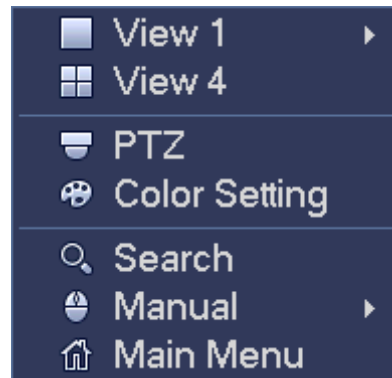 View 1
View 4
PTZ
Color Setting
Search
Manual
Main Menu